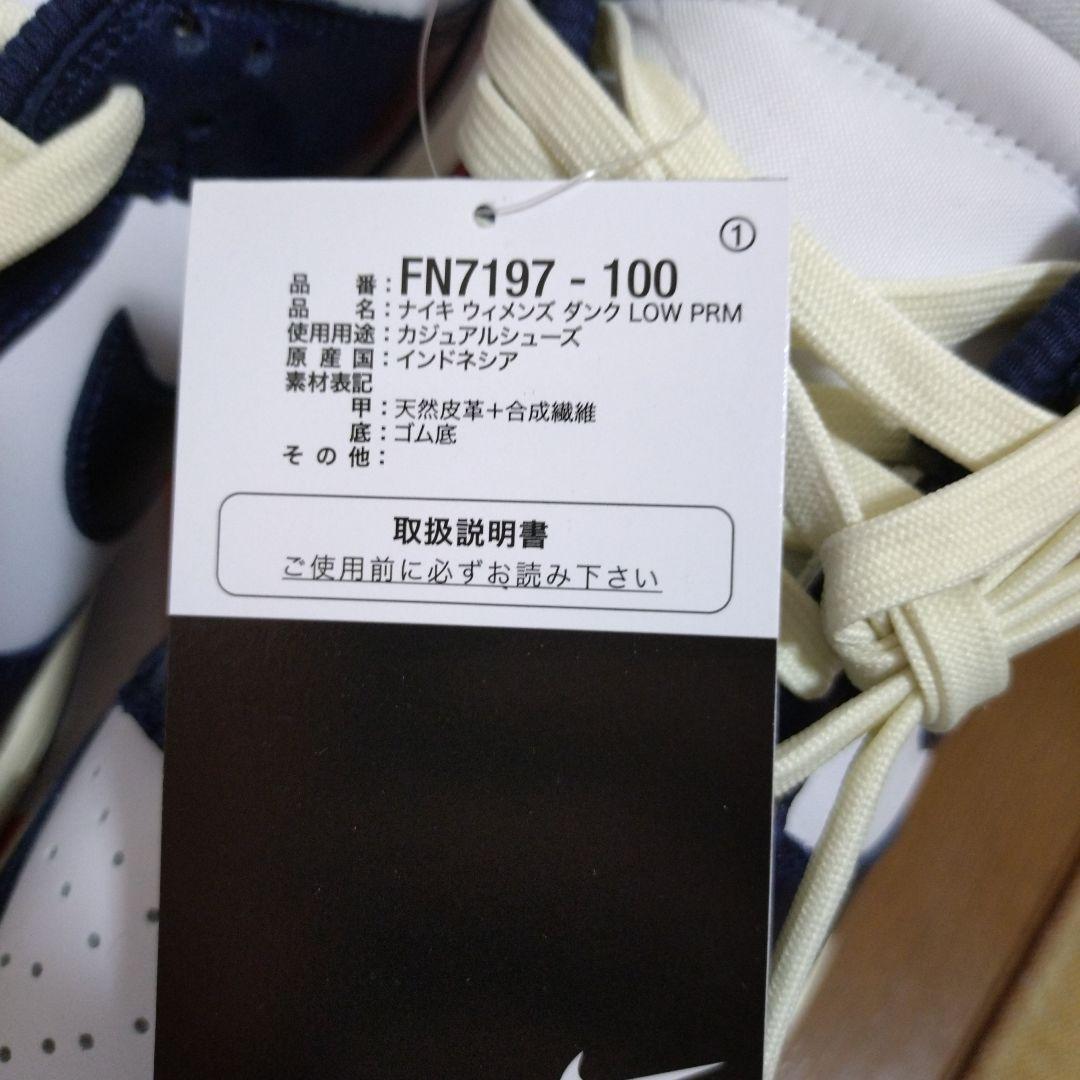 ①
品番：FN7197 - 100
品名：ナイキ ウィメンズ ダンク LOW PRM
使用用途：カジュアルシューズ
原産国：インドネシア
素材表記
甲：天然皮革＋合成繊維
底：ゴム底
その他：
取扱説明書
ご使用前に必ずお読み下さい